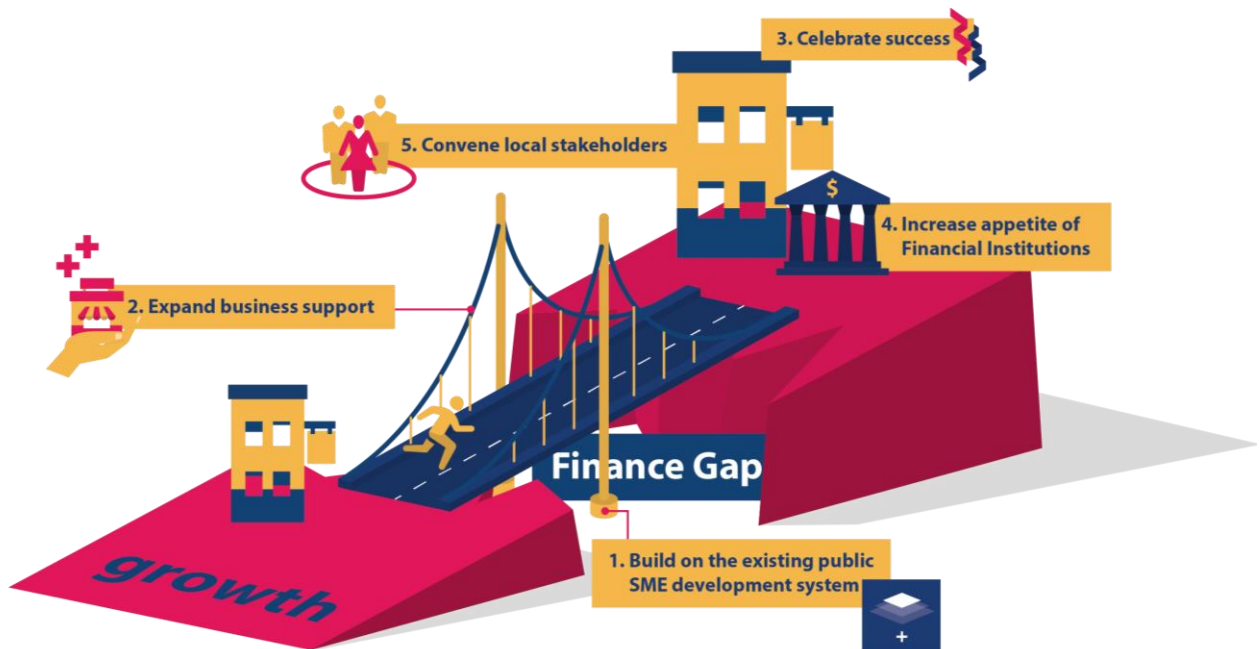 3. Celebrate success
5. Convene local stakeholders
$
4. Increase appetite of
Financial Institutions
2. Expand business support
Finance Gap
1. Build on the existing public
SME development system
growth
+